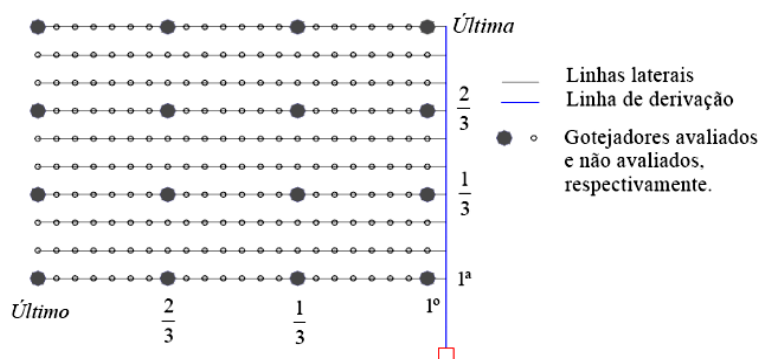 Última
Linhas laterais
Linha de derivação
Gotejadores avaliados
e não avaliados,
respectivamente.
2
3
1
3
1ª
Último
2
3
1
3
1º